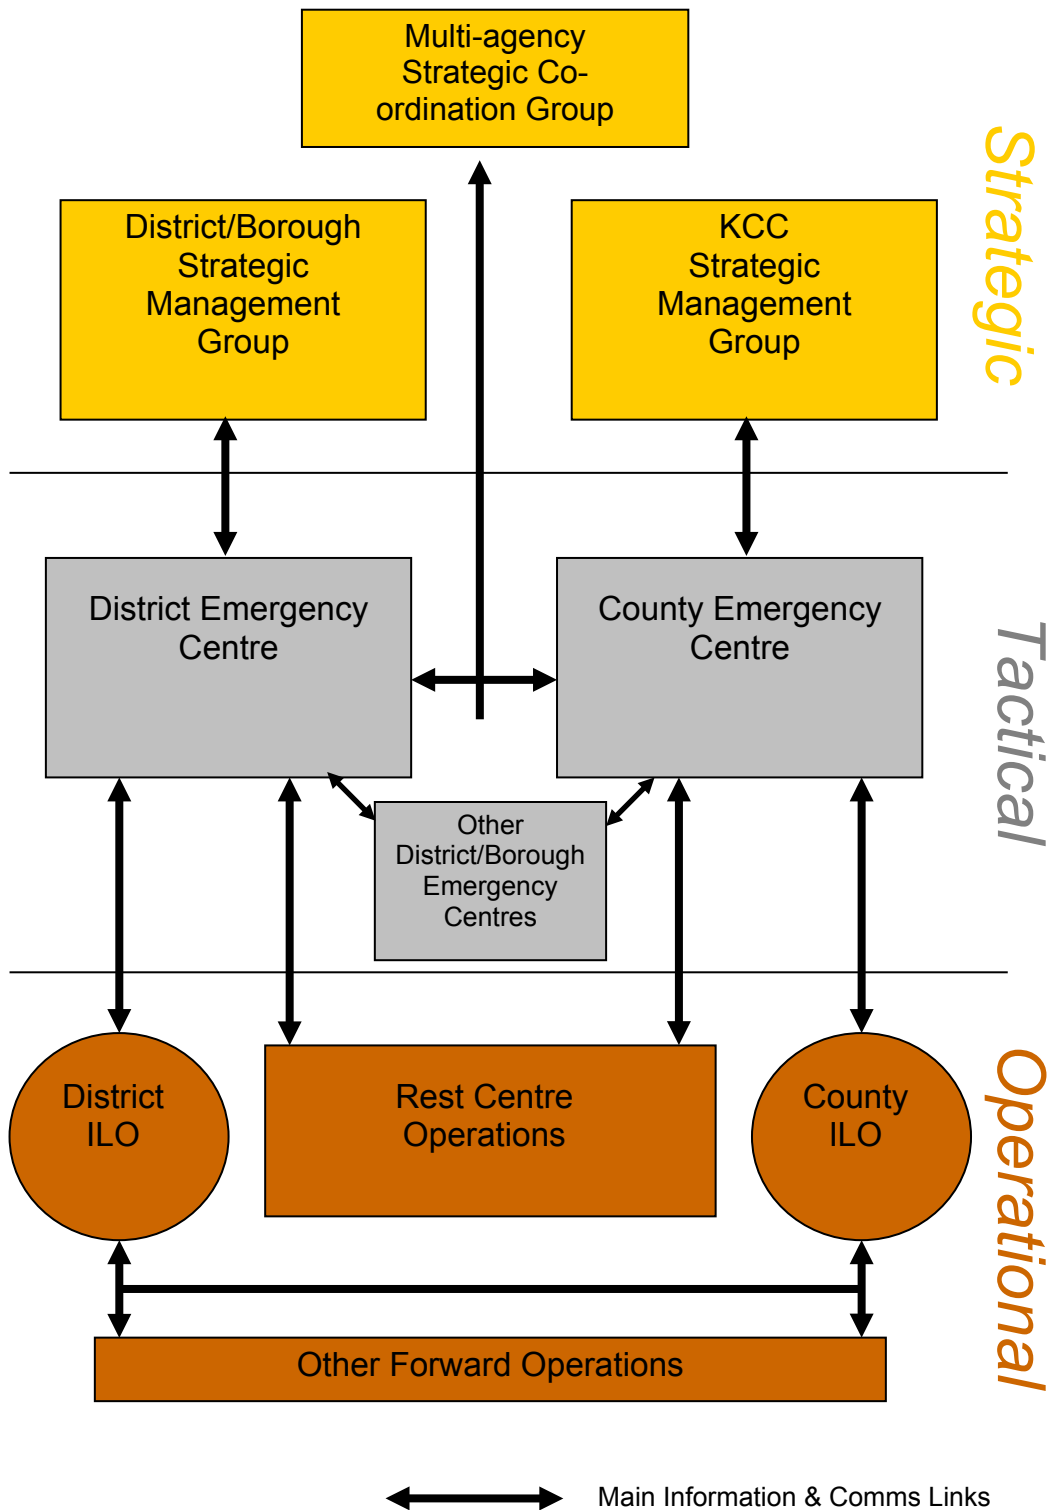 Multi-agency
Strategic Co-
ordination Group
Strategic
District/Borough
Strategic
Management
Group
KCC
Strategic
Management
Group
District Emergency
Centre
County Emergency
Centre
Tactical
Other
District/Borough
Emergency
Centres
District
ILO
Rest Centre
Operations
County
ILO
Operational
Other Forward Operations
Main Information & Comms Links